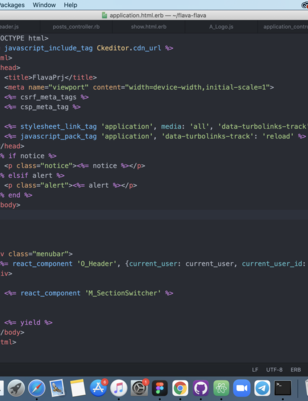 Packages Window Help
application.html.erb — ~/flava-flava
ader.js posts_controller.rb show.html.erb A_Logo.js application_contr
OCTYPE html>
javascript_include_tag Ckeditor.cdn_url %>
ml>
head>
<title>FlavaPrj</title>
<meta name="viewport" content="width=device-width,initial-scale=1">
<%= csrf_meta_tags %>
<%= csp_meta_tag %>
<%= stylesheet_link_tag 'application', media: 'all', 'data-turbolinks-track
<%= javascript_pack_tag 'application', 'data-turbolinks-track': 'reload' %>
/head>
% if notice %>
<p class="notice"><%= notice %></p>
% elsif alert %>
<p class="alert"><%= alert %></p>
% end %>
body>
v class="menubar">
%= react_component 'O_Header', {current_user: current_user, current_user_id:
iv>
<%= react_component 'M_SectionSwitcher' %>
<%= yield %>
/body>
tml>
LF UTF-8 ERB